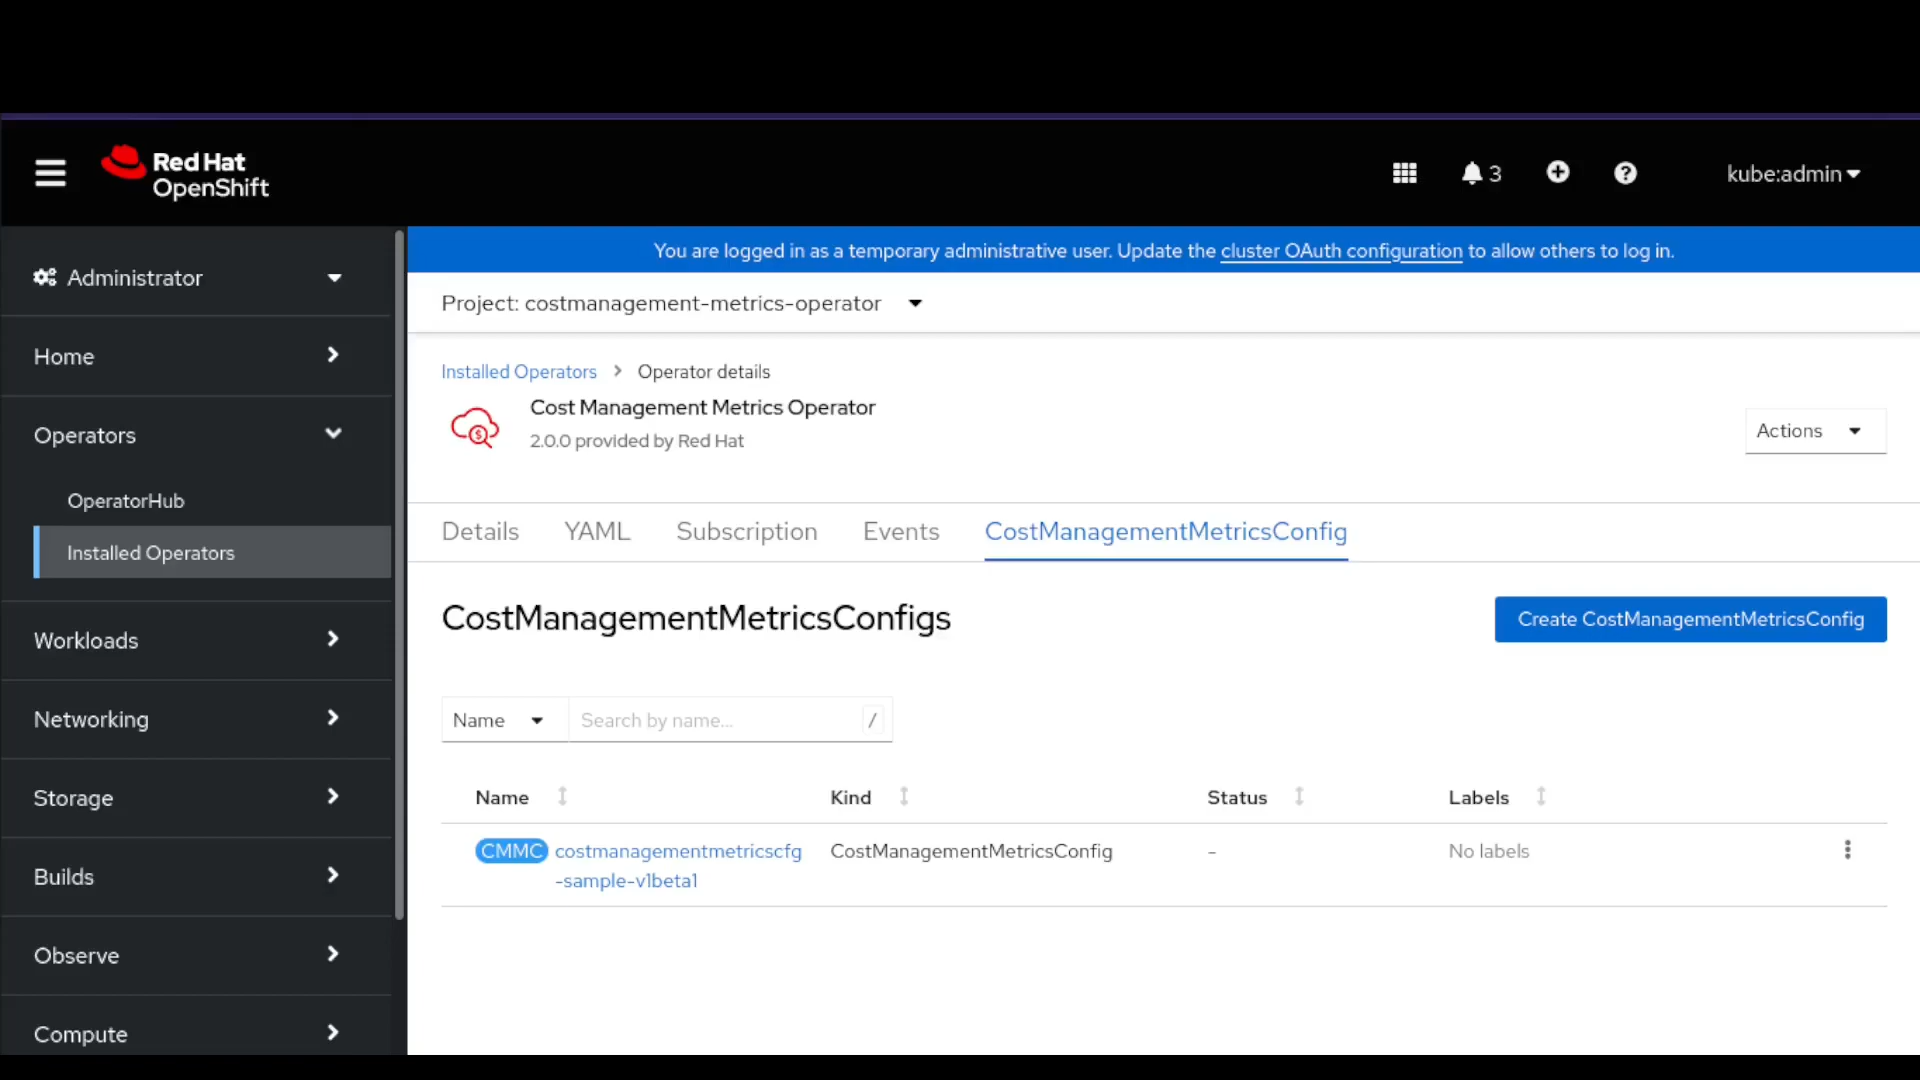 Red Hat
OpenShift
3
kube:admin
Administrator
Home
Operators
OperatorHub
Installed Operators
Workloads
Networking
Storage
Builds
Observe
Compute
You are logged in as a temporary administrative user. Update the cluster OAuth configuration to allow others to log in.
Project: costmanagement-metrics-operator
Installed Operators > Operator details
Cost Management Metrics Operator
2.0.0 provided by Red Hat
Actions
Details YAML Subscription Events CostManagementMetricsConfig
CostManagementMetricsConfigs
Create CostManagementMetricsConfig
Name Search by name... /
Name Kind Status Labels
CMMC costmanagementmetricscfg CostManagementMetricsConfig - No labels
-sample-v1beta1